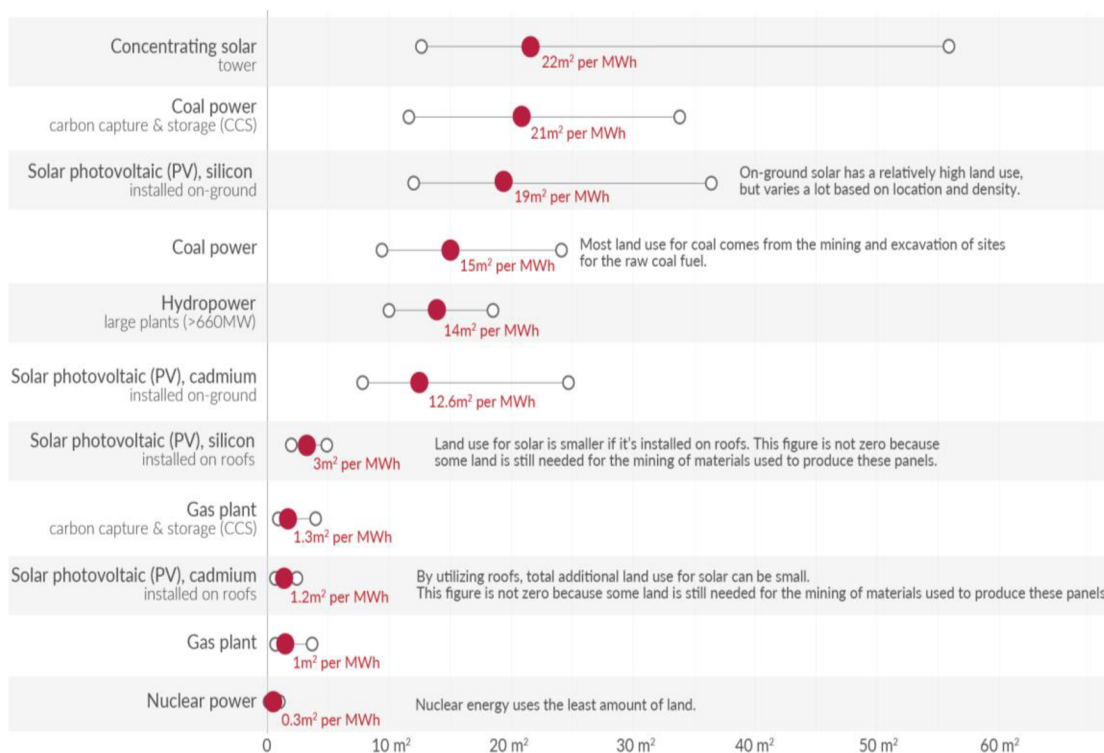 Concentrating solar
tower
22m² per MWh
Coal power
carbon capture & storage (CCS)
21m² per MWh
Solar photovoltaic (PV), silicon
installed on-ground
19m² per MWh
On-ground solar has a relatively high land use,
but varies a lot based on location and density.
Coal power
15m² per MWh
Most land use for coal comes from the mining and excavation of sites
for the raw coal fuel.
Hydropower
large plants (>660MW)
14m² per MWh
Solar photovoltaic (PV), cadmium
installed on-ground
12.6m² per MWh
Solar photovoltaic (PV), silicon
installed on roofs
3m² per MWh
Land use for solar is smaller if it's installed on roofs. This figure is not zero because
some land is still needed for the mining of materials used to produce these panels.
Gas plant
carbon capture & storage (CCS)
1.3m² per MWh
Solar photovoltaic (PV), cadmium
installed on roofs
1.2m² per MWh
By utilizing roofs, total additional land use for solar can be small.
This figure is not zero because some land is still needed for the mining of materials used to produce these panels
Gas plant
1m² per MWh
Nuclear power
0.3m² per MWh
Nuclear energy uses the least amount of land.
0 10 m² 20 m² 30 m² 40 m² 50 m² 60 m²